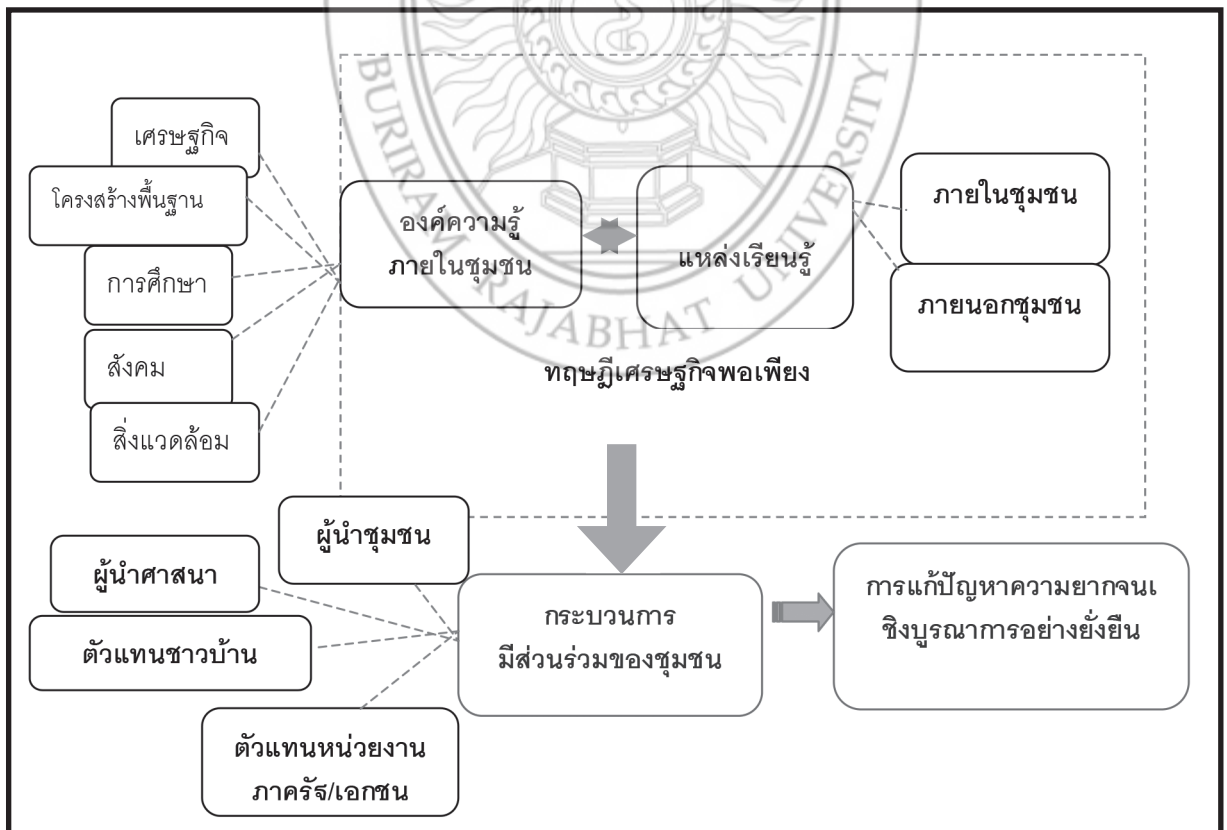 BURIRAM RAJABHAT UNIVERSITY
เศรษฐกิจ
โครงสร้างพื้นฐาน
การศึกษา
สังคม
สิ่งแวดล้อม
องค์ความรู้
ภายในชุมชน
แหล่งเรียนรู้
ภายในชุมชน
ภายนอกชุมชน
ทฤษฎีเศรษฐกิจพอเพียง
ผู้นำชุมชน
ผู้นำศาสนา
ตัวแทนชาวบ้าน
ตัวแทนหน่วยงาน
ภาครัจ/เอกชน
กระบวนการ
มีส่วนร่วมของชุมชน
การแก้ปัญหาความยากจนเ
ชิงบูรณาการอย่างยั่งยืน